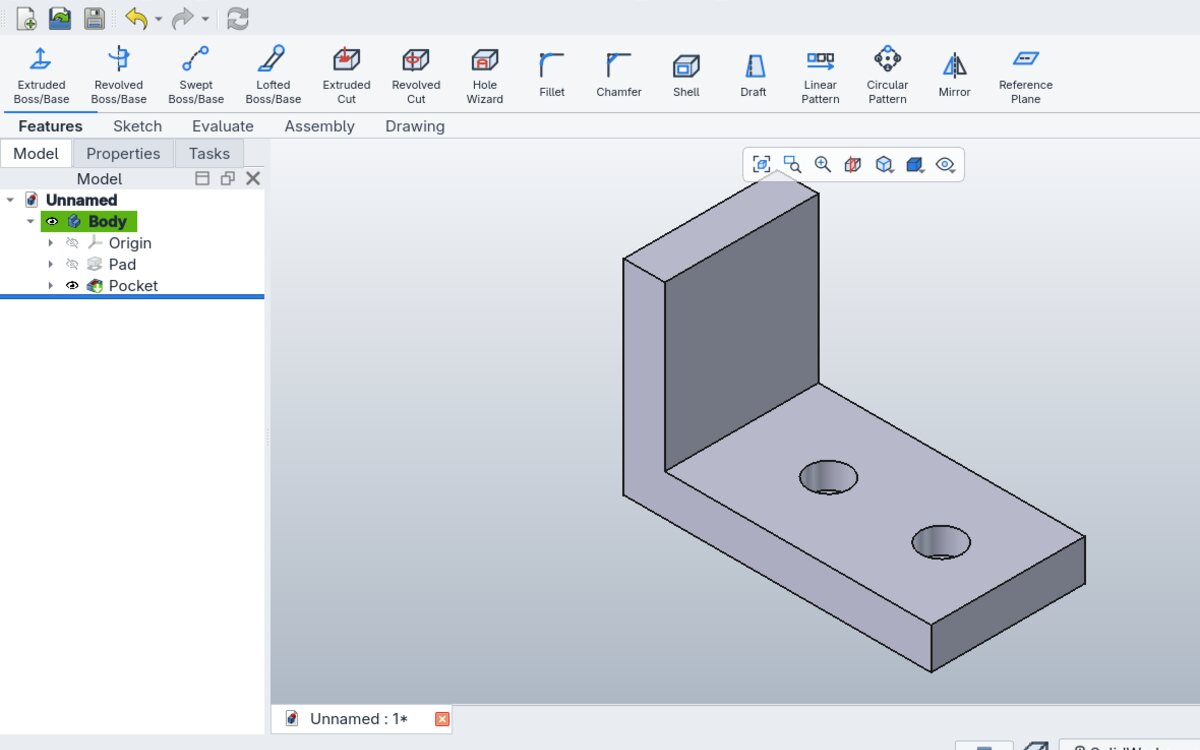 Extruded Boss/Base
Revolved Boss/Base
Swept Boss/Base
Lofted Boss/Base
Extruded Cut
Revolved Cut
Hole Wizard
Fillet
Chamfer
Shell
Draft
Linear Pattern
Circular Pattern
Mirror
Reference Plane
Features Sketch Evaluate Assembly Drawing
Model Properties Tasks
Model
Unnamed
Body
Origin
Pad
Pocket
Unnamed : 1*